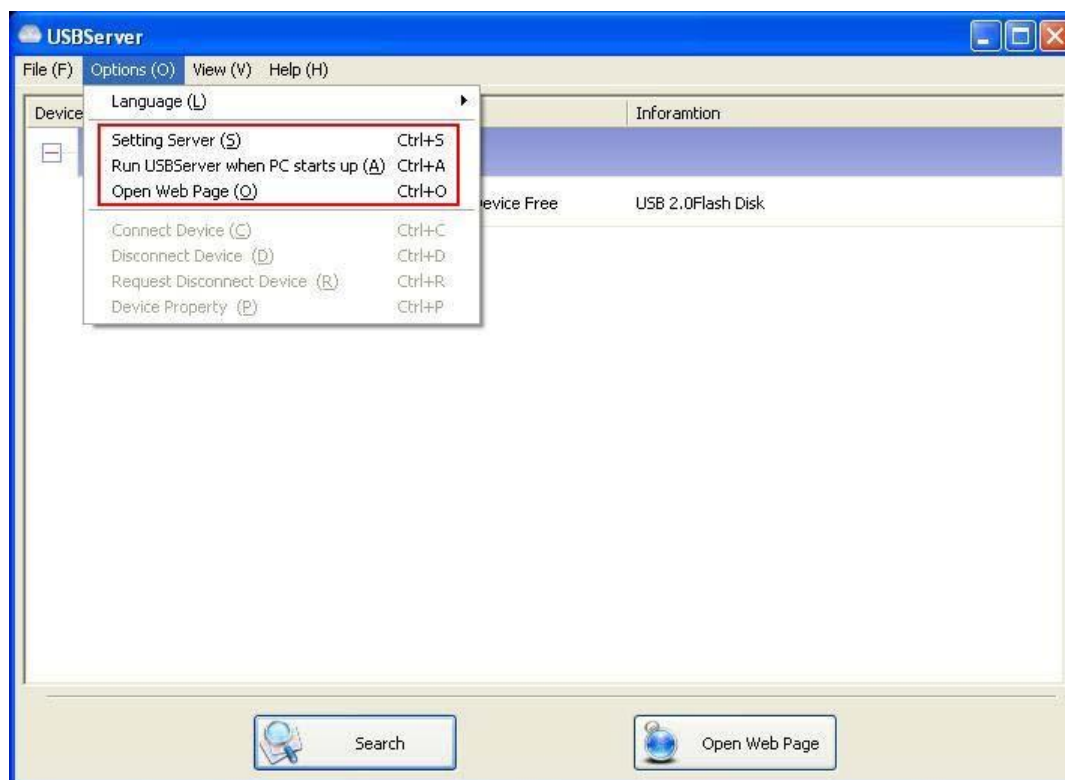 USBServer
File (F) Options (O) View (V) Help (H)
Device Inforamtion
Language (L)
Setting Server (S) Ctrl+S
Run USBServer when PC starts up (A) Ctrl+A
Open Web Page (O) Ctrl+O
Connect Device (C) Ctrl+C
Disconnect Device (D) Ctrl+D
Request Disconnect Device (R) Ctrl+R
Device Property (P) Ctrl+P
evice Free USB 2.0Flash Disk
Search Open Web Page